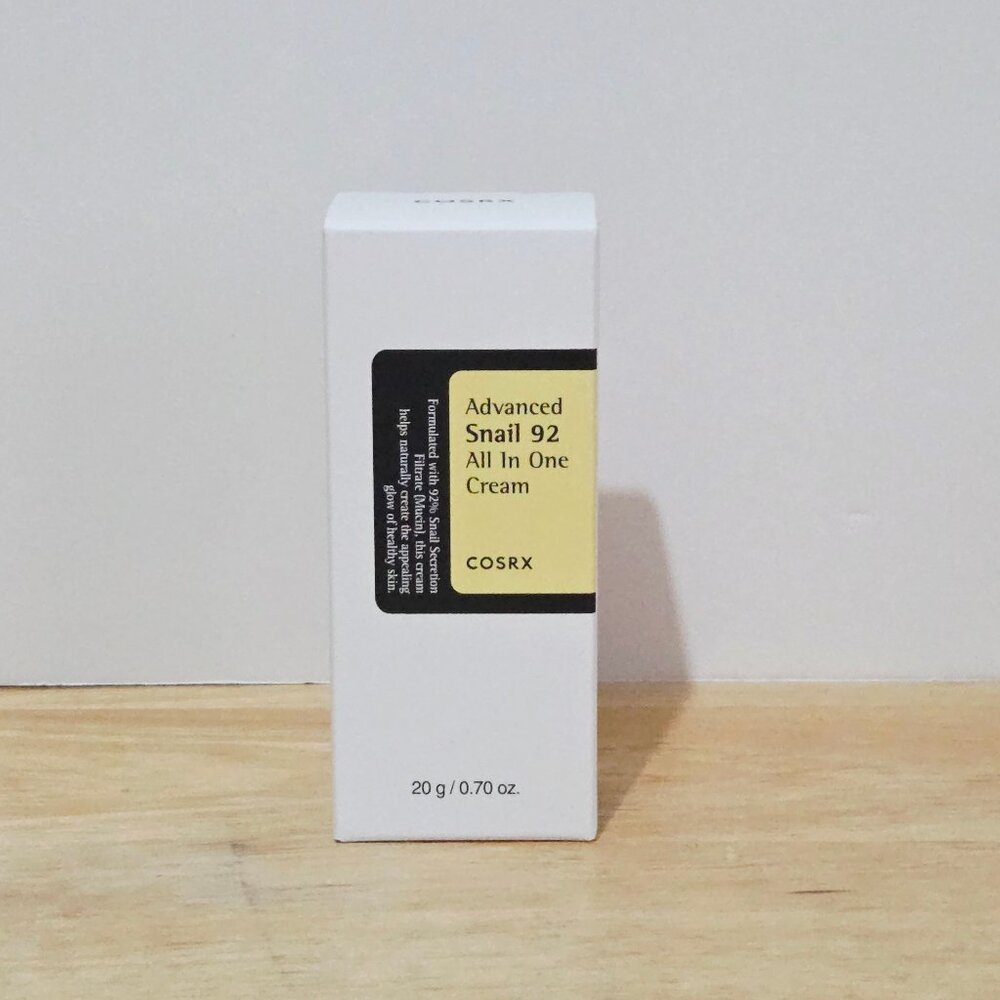 COSRX
Advanced
Snail 92
All In One
Cream
COSRX
Formulated with 92% Snail Secretion
Filtrate (Mucin), this cream
helps naturally create the appealing
glow of healthy skin.
20 g / 0.70 oz.